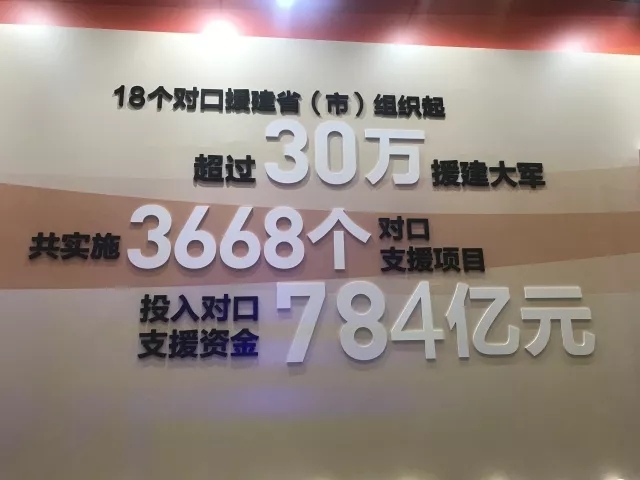 18个对口援建省（市）组织起
超过30万援建大军
共实施3668个对口
支援项目
投入对口
支援资金784亿元